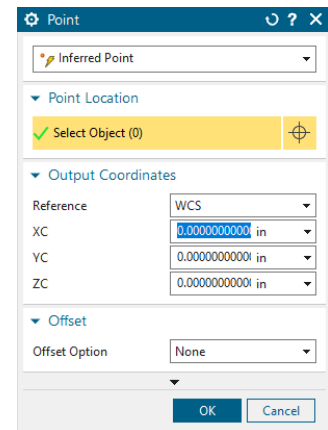 Point
Inferred Point
Point Location
Select Object (0)
Output Coordinates
Reference WCS
XC 0.0000000000 in
YC 0.0000000000 in
ZC 0.0000000000 in
Offset
Offset Option None
OK Cancel